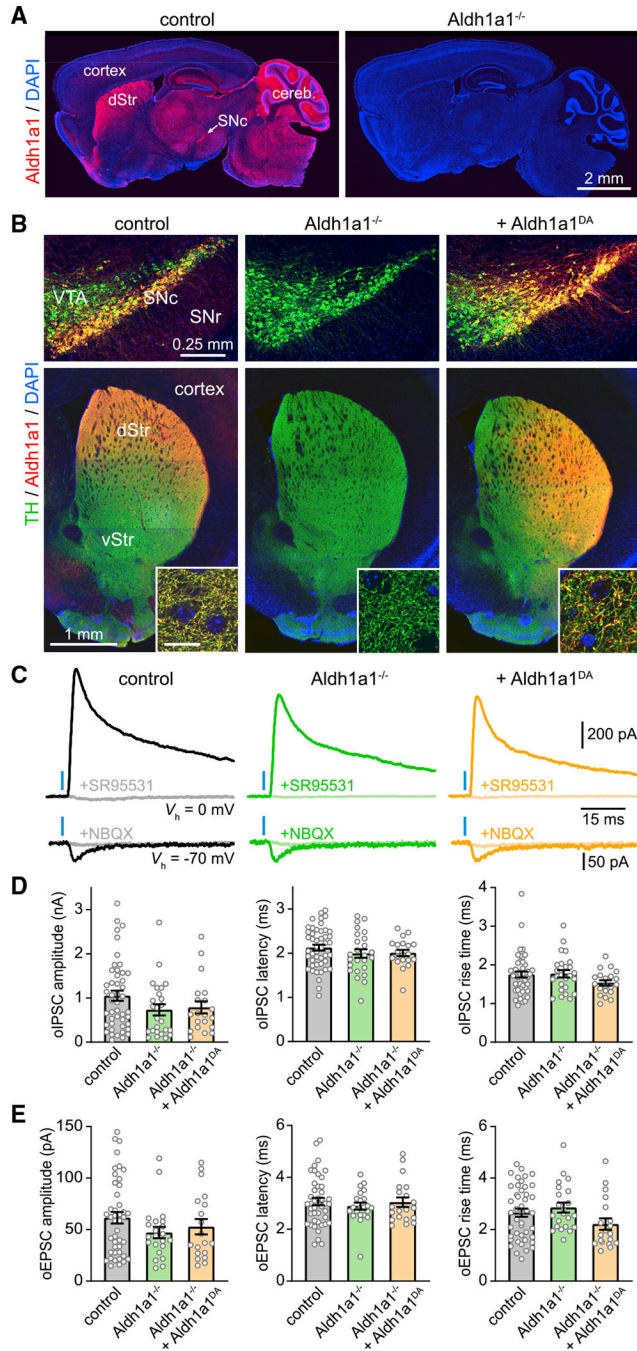 A
control
Aldh1a1-/-
Aldh1a1 / DAPI
cortex
dStr
SNc
cereb.
2 mm
B
control
Aldh1a1-/-
+ Aldh1a1DA
TH / Aldh1a1 / DAPI
VTA
SNc
SNr
0.25 mm
cortex
dStr
vStr
1 mm
C
control
Aldh1a1-/-
+ Aldh1a1DA
200 pA
+SR95531
+SR95531
+SR95531
Vh = 0 mV
15 ms
+NBQX
+NBQX
+NBQX
Vh = -70 mV
50 pA
D
oIPSC amplitude (nA)
3
2
1
0
control
Aldh1a1-/-
Aldh1a1-/-
+ Aldh1a1DA
oIPSC latency (ms)
3
2
1
0
control
Aldh1a1-/-
Aldh1a1-/-
+ Aldh1a1DA
oIPSC rise time (ms)
4
3
2
1
0
control
Aldh1a1-/-
Aldh1a1-/-
+ Aldh1a1DA
E
oEPSC amplitude (pA)
150
100
50
0
control
Aldh1a1-/-
Aldh1a1-/-
+ Aldh1a1DA
oEPSC latency (ms)
6
4
2
0
control
Aldh1a1-/-
Aldh1a1-/-
+ Aldh1a1DA
oEPSC rise time (ms)
6
4
2
0
control
Aldh1a1-/-
Aldh1a1-/-
+ Aldh1a1DA